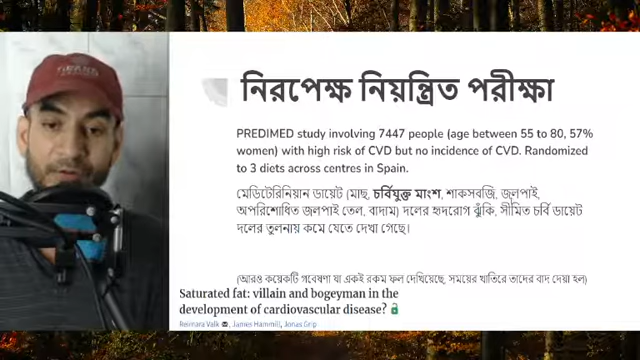 নিরপেক্ষ নিয়ন্ত্রিত পরীক্ষা
PREDIMED study involving 7447 people (age between 55 to 80, 57%
women) with high risk of CVD but no incidence of CVD. Randomized
to 3 diets across centres in Spain.
মেডিটেরিনিয়ান ডায়েট (মাছ, চর্বিযুক্ত মাংশ, শাকসবজি, জলপাই,
অপরিশোধিত জলপাই তেল, বাদাম) দলের হৃদরোগ ঝুঁকি, সীমিত চর্বি ডায়েট
দলের তুলনায় কমে যেতে দেখা গেছে।
(আরও কয়েকটি গবেষণা যা একই রকম ফল দেখিয়েছে, সময়ের খাতিরে তাদের বাদ দেয়া হল)
Saturated fat: villain and bogeyman in the
development of cardiovascular disease?
Reimara Valk, James Hammill, Jonas Grip